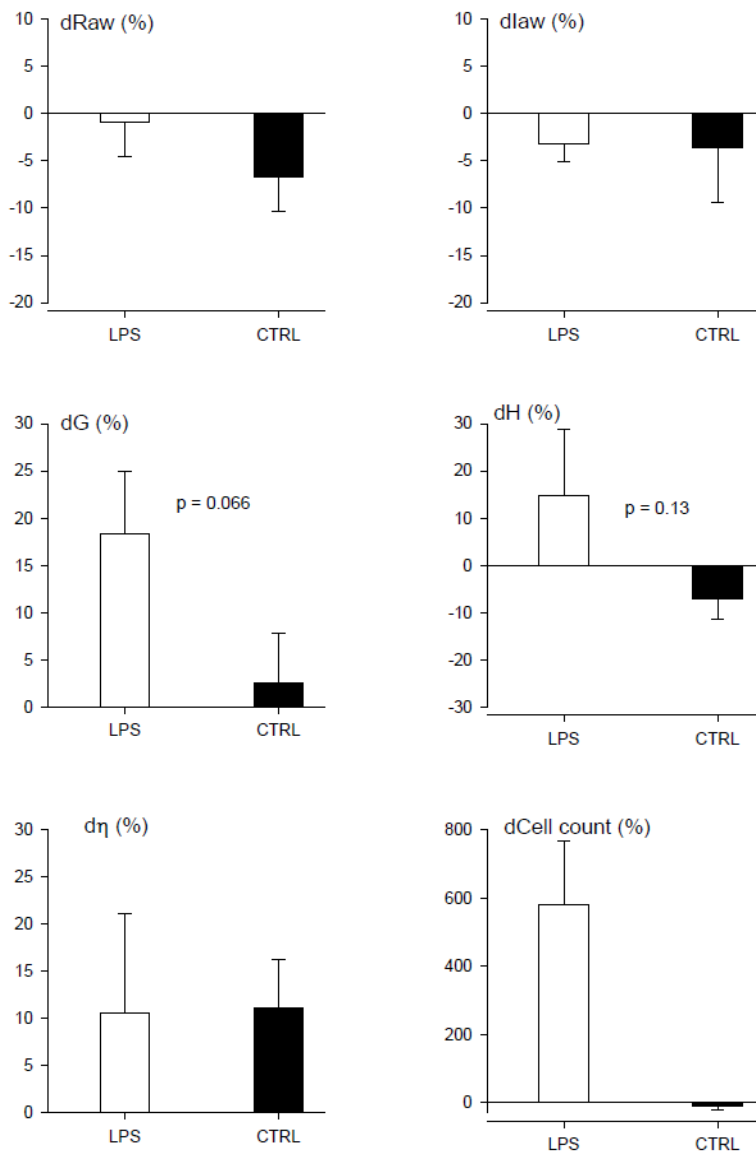 dRaw (%)
10
5
0
-5
-10
-15
-20
LPS CTRL
dIaw (%)
10
5
0
-5
-10
-15
-20
LPS CTRL
dG (%)
30
25
20
15
10
5
0
p = 0.066
LPS CTRL
dH (%)
30
20
10
0
-10
-20
-30
p = 0.13
LPS CTRL
dη (%)
30
25
20
15
10
5
0
LPS CTRL
dCell count (%)
800
600
400
200
0
LPS CTRL